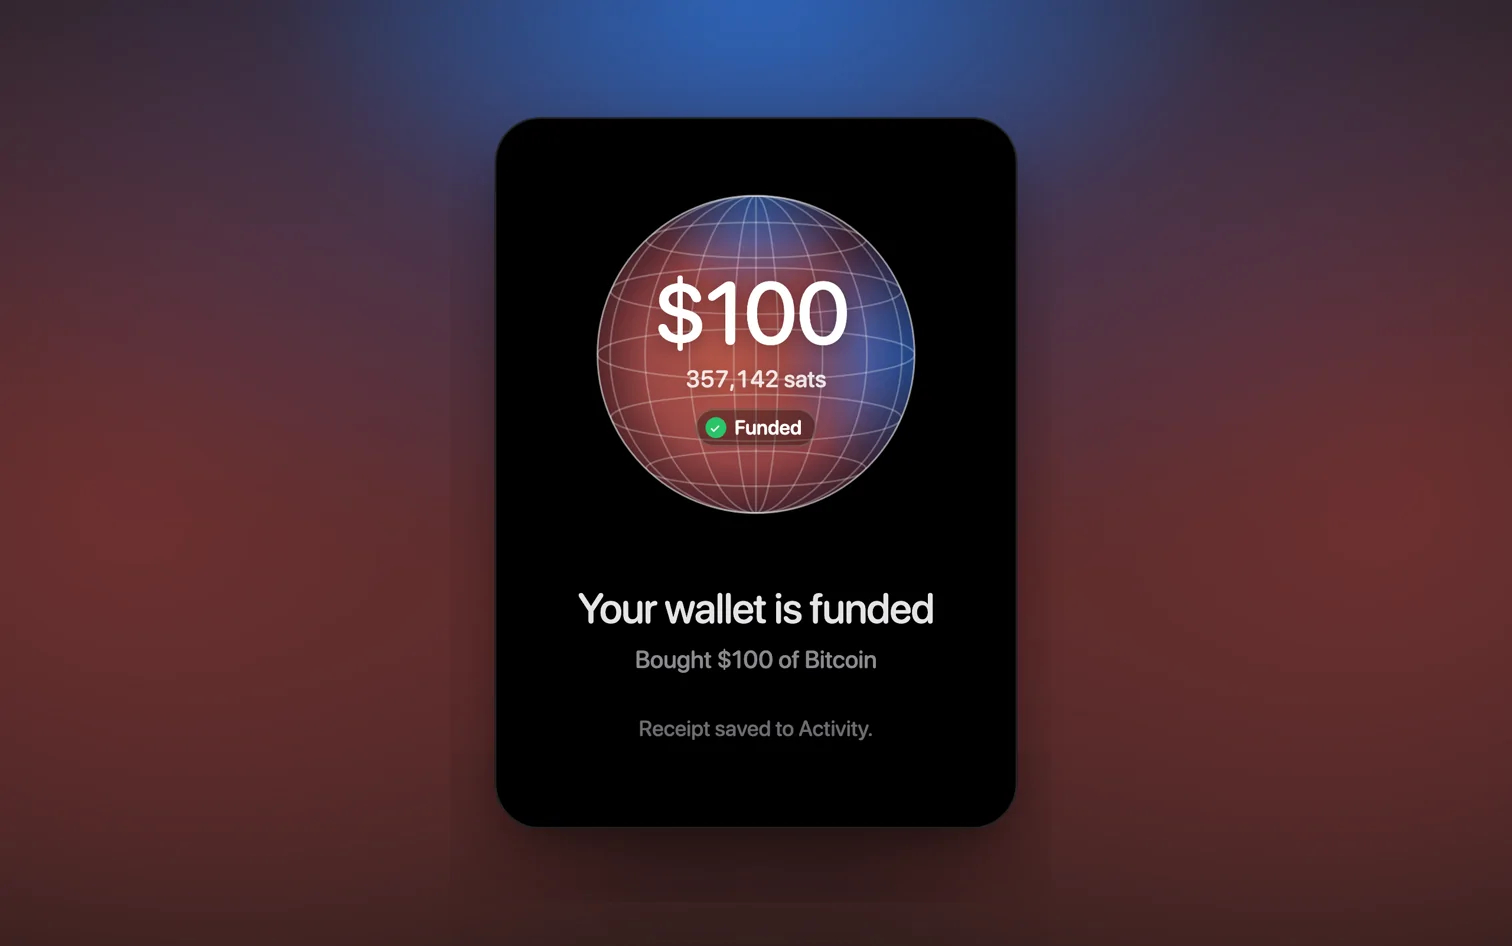 $100
357,142 sats
Funded
Your wallet is funded
Bought $100 of Bitcoin
Receipt saved to Activity.